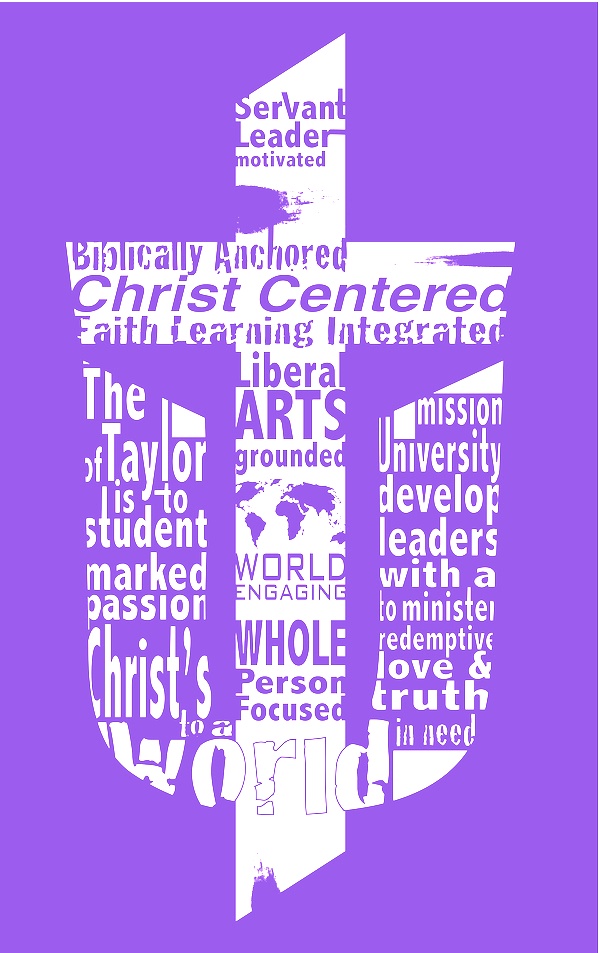 Servant
Leader
motivated
Biblically Anchored
Christ Centered
Faith Learning Integrated
Liberal
ARTS
grounded
WORLD
ENGAGING
WHOLE
Person
Focused
The mission
of Taylor University
is to develop
student leaders
marked with a
passion to minister
Christ's redemptive
love &
truth
to a
world in need